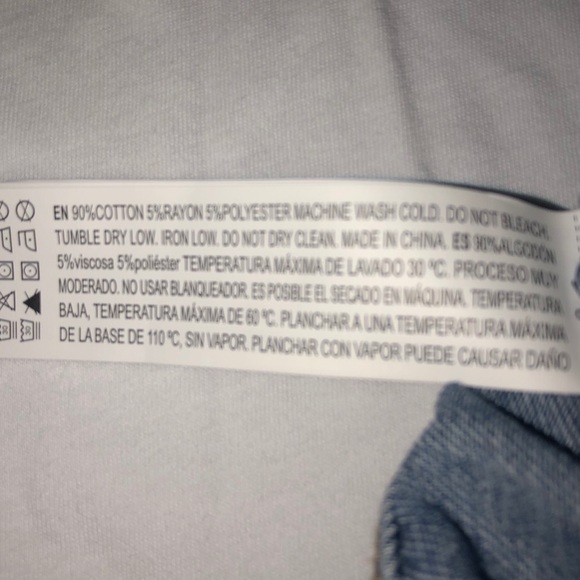 EN 90%COTTON 5%RAYON 5%POLYESTER MACHINE WASH COLD. DO NOT BLEACH.
TUMBLE DRY LOW. IRON LOW. DO NOT DRY CLEAN. MADE IN CHINA. ES 90%ALGODÓN
5%viscosa 5%poliéster TEMPERATURA MÁXIMA DE LAVADO 30 ºC. PROCESO MUY
MODERADO. NO USAR BLANQUEADOR. ES POSIBLE EL SECADO EN MÁQUINA, TEMPERATURA
BAJA, TEMPERATURA MÁXIMA DE 60 ºC. PLANCHAR A UNA TEMPERATURA MÁXIMA
DE LA BASE DE 110 ºC, SIN VAPOR. PLANCHAR CON VAPOR PUEDE CAUSAR DAÑO